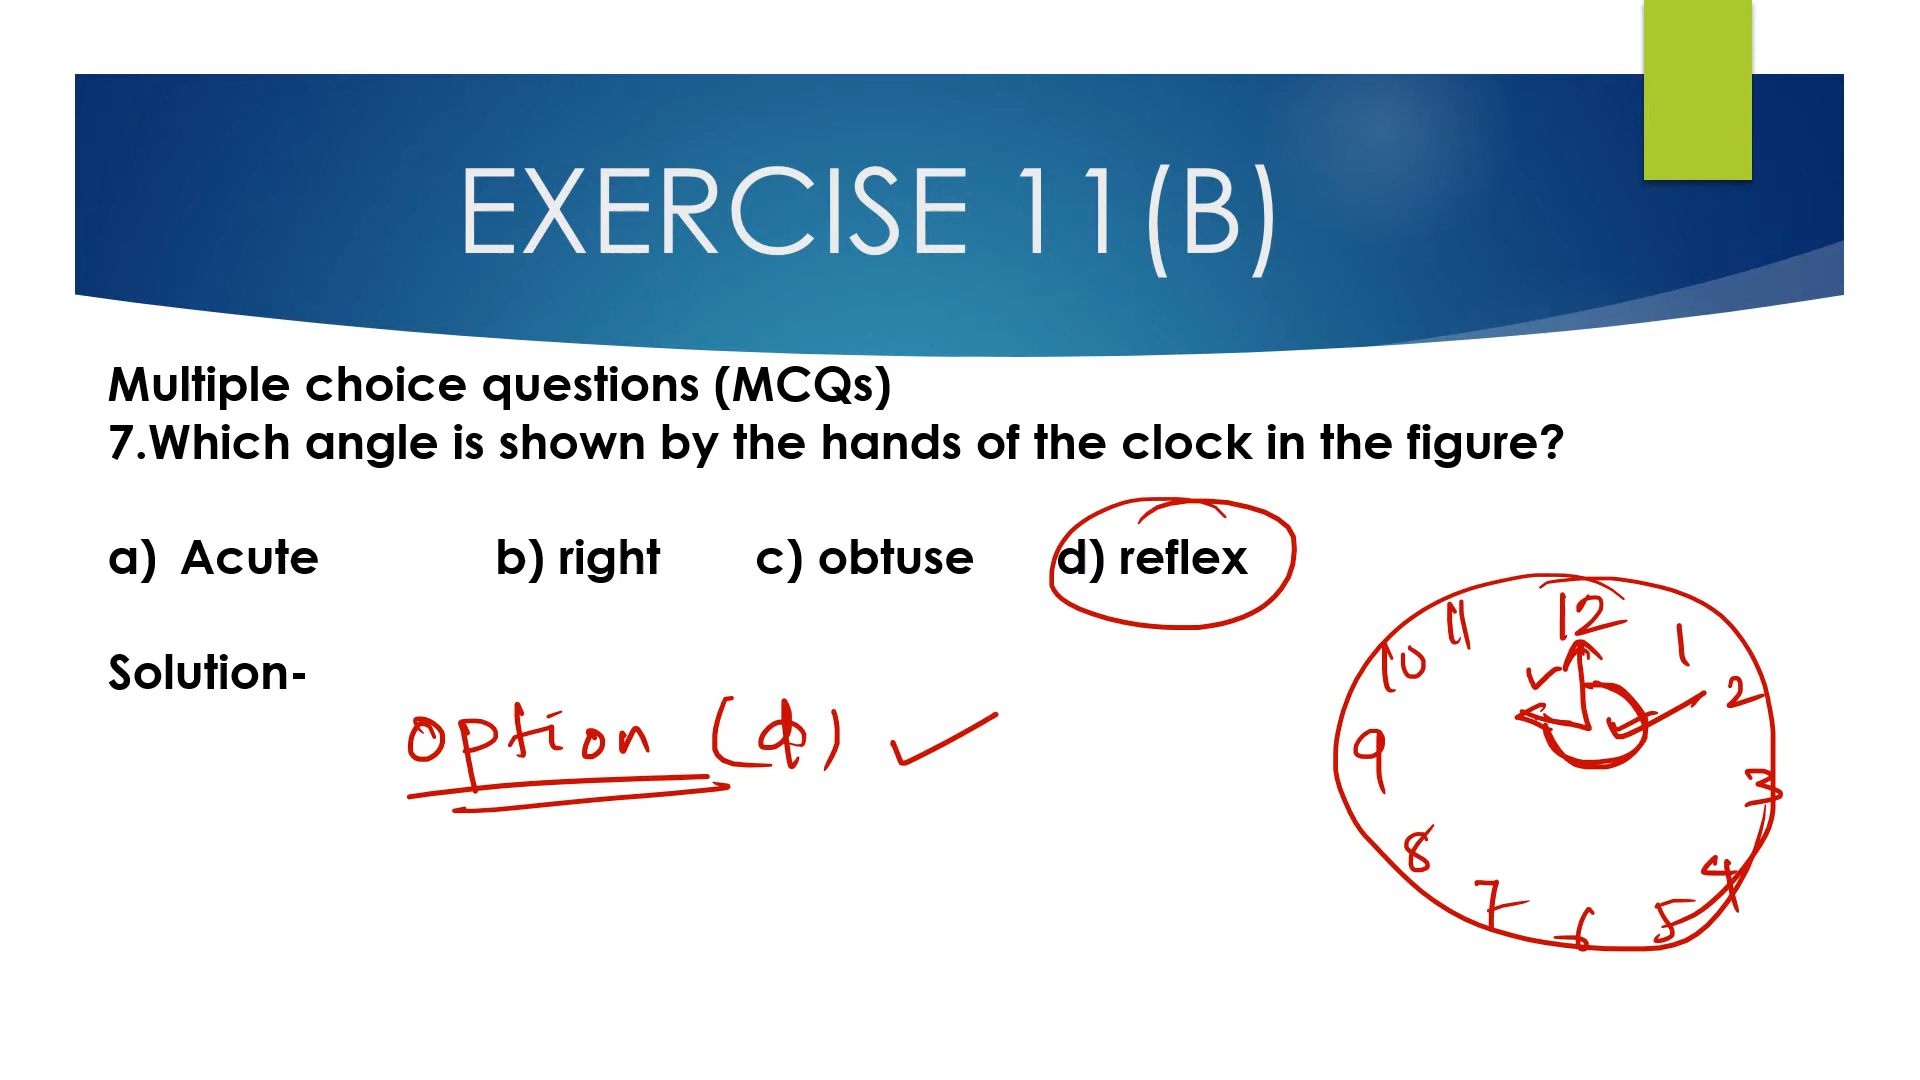 EXERCISE 11(B)
Multiple choice questions (MCQs)
7.Which angle is shown by the hands of the clock in the figure?
a) Acute b) right c) obtuse d) reflex
Solution-
option (d)
12
11
1
10
2
9
3
8
4
7
5
6